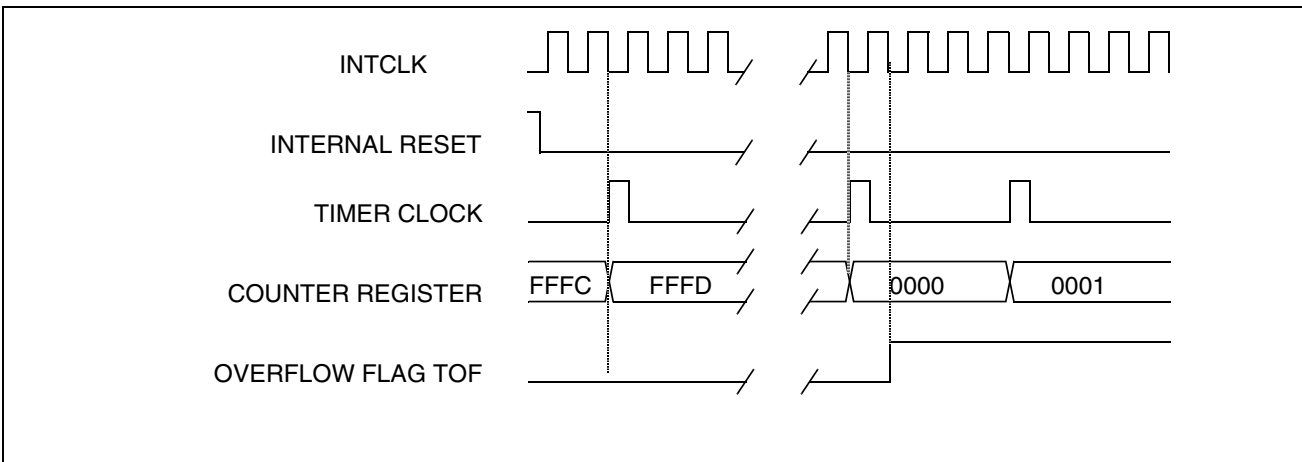 INTCLK
INTERNAL RESET
TIMER CLOCK
COUNTER REGISTER FFFC FFFD 0000 0001
OVERFLOW FLAG TOF